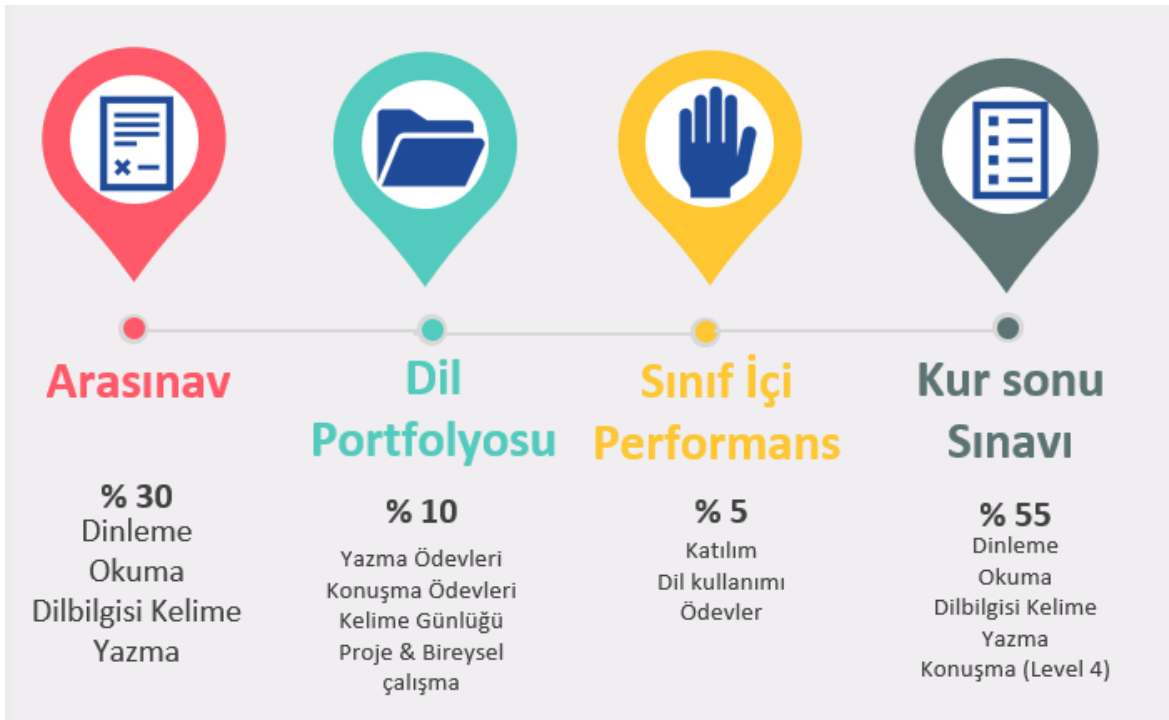 Arasınav
% 30
Dinleme
Okuma
Dilbilgisi Kelime
Yazma
Dil
Portfolyosu
% 10
Yazma Ödevleri
Konuşma Ödevleri
Kelime Günlüğü
Proje & Bireysel
çalışma
Sınıf İçi
Performans
% 5
Katılım
Dil kullanımı
Ödevler
Kur sonu
Sınavı
% 55
Dinleme
Okuma
Dilbilgisi Kelime
Yazma
Konuşma (Level 4)